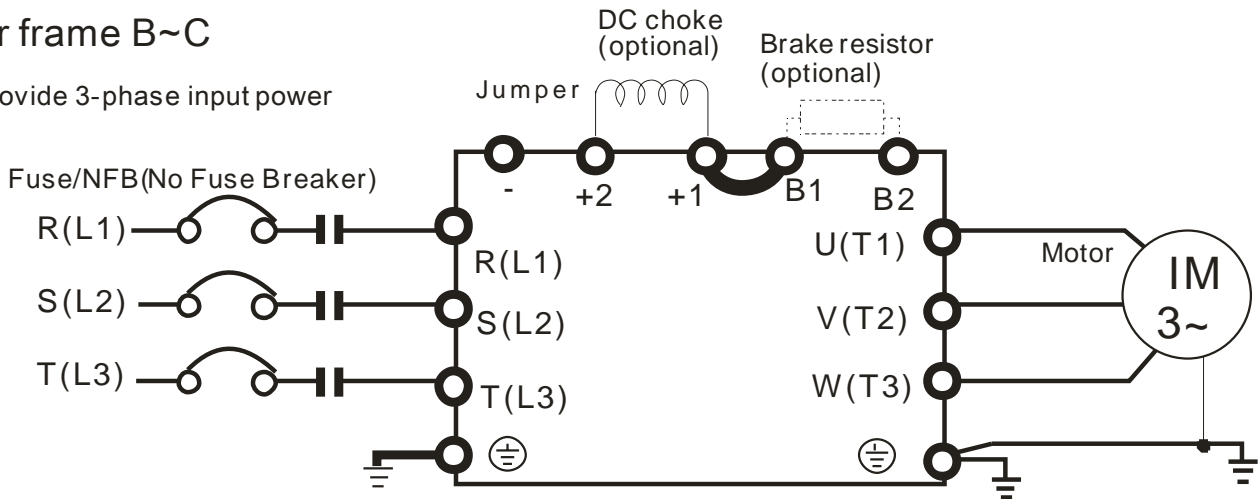 r frame B~C
ovide 3-phase input power
DC choke
(optional)
Brake resistor
(optional)
Jumper
Fuse/NFB(No Fuse Breaker)
- +2 +1 B1 B2
R(L1)
R(L1)
U(T1)
Motor
IM
3~
S(L2)
S(L2)
V(T2)
T(L3)
T(L3)
W(T3)